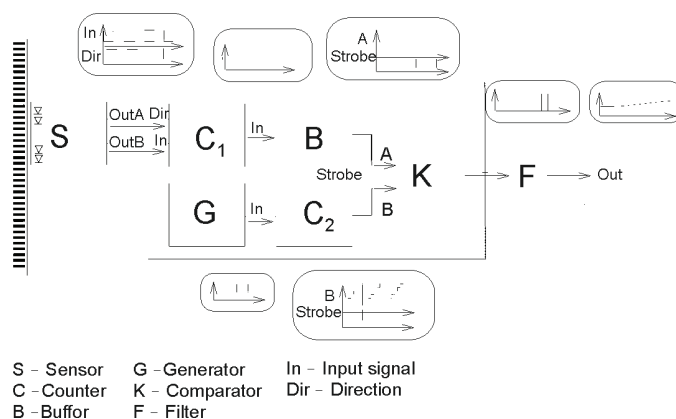 In
Dir
A
Strobe
S
OutA Dir
OutB In
C1
In
B
Strobe
A
K
F
Out
G
In
C2
B
B
Strobe
S – Sensor
G – Generator
In – Input signal
C – Counter
K – Comparator
Dir – Direction
B – Buffor
F – Filter